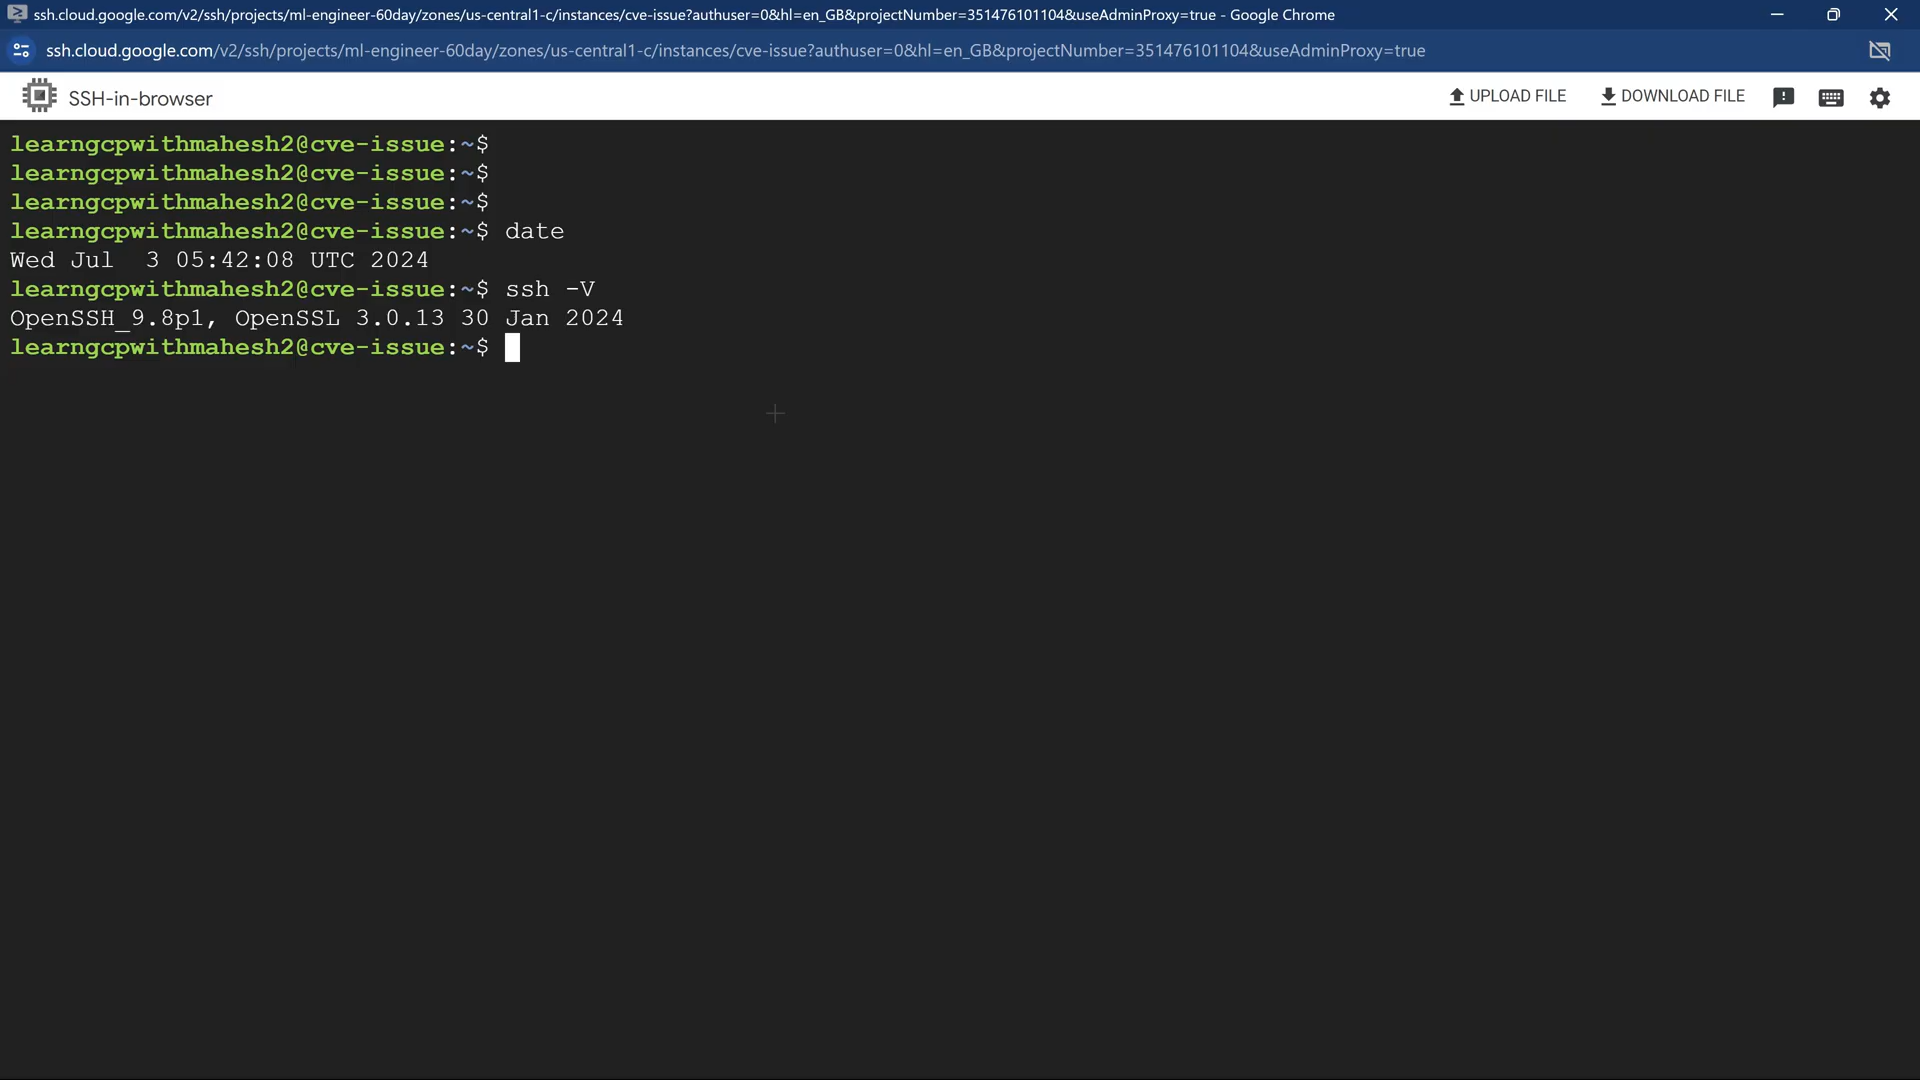 ssh.cloud.google.com/v2/ssh/projects/ml-engineer-60day/zones/us-central1-c/instances/cve-issue?authuser=0&hl=en_GB&projectNumber=351476101104&useAdminProxy=true - Google Chrome
ssh.cloud.google.com/v2/ssh/projects/ml-engineer-60day/zones/us-central1-c/instances/cve-issue?authuser=0&hl=en_GB&projectNumber=351476101104&useAdminProxy=true
SSH-in-browser
UPLOAD FILE
DOWNLOAD FILE
learngcpwithmahesh2@cve-issue:~$
learngcpwithmahesh2@cve-issue:~$
learngcpwithmahesh2@cve-issue:~$
learngcpwithmahesh2@cve-issue:~$ date
Wed Jul  3 05:42:08 UTC 2024
learngcpwithmahesh2@cve-issue:~$ ssh -V
OpenSSH_9.8p1, OpenSSL 3.0.13 30 Jan 2024
learngcpwithmahesh2@cve-issue:~$